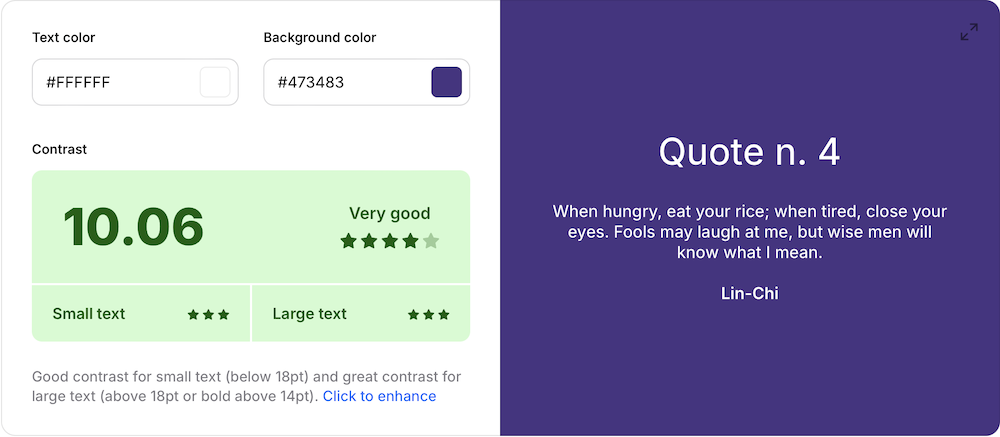 Text color
Background color
#FFFFFF
#473483
Contrast
10.06
Very good
Small text
Large text
Good contrast for small text (below 18pt) and great contrast for
large text (above 18pt or bold above 14pt). Click to enhance
Quote n. 4
When hungry, eat your rice; when tired, close your
eyes. Fools may laugh at me, but wise men will
know what I mean.
Lin-Chi